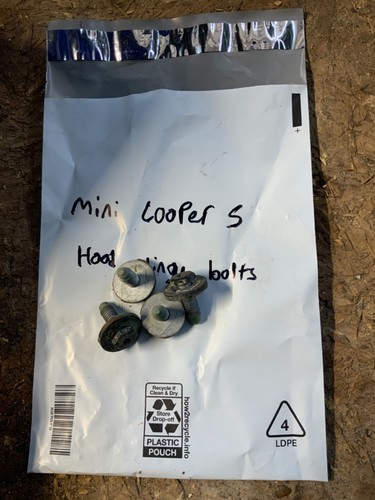 Mini Cooper S
bolts
Recycle if
Clean & Dry
Store
Drop-off
PLASTIC
POUCH
how2recycle.info
4
LDPE